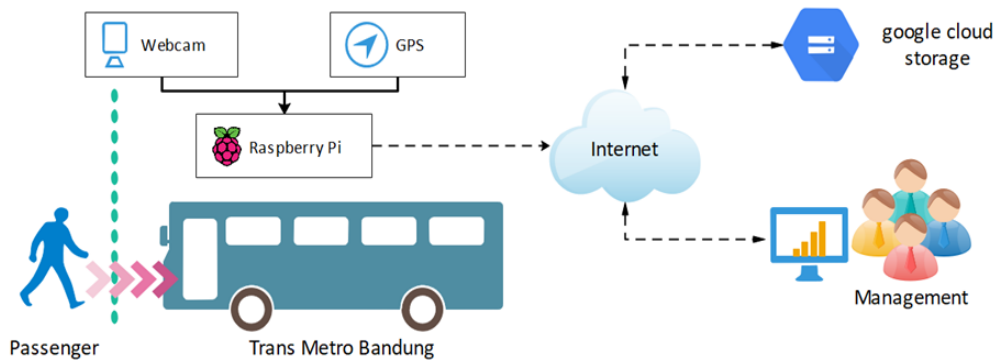 Webcam
GPS
google cloud
storage
Raspberry Pi
Internet
Management
Passenger
Trans Metro Bandung